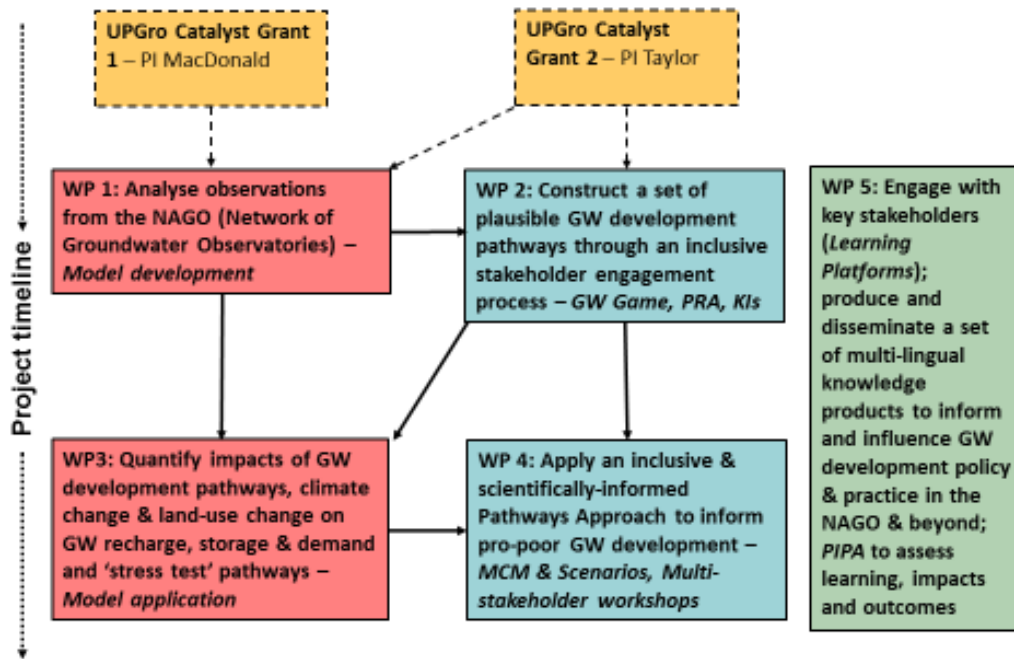 Project timeline
UPGro Catalyst Grant
1 – PI MacDonald
UPGro Catalyst
Grant 2 – PI Taylor
WP 1: Analyse observations
from the NAGO (Network of
Groundwater Observatories) –
Model development
WP 2: Construct a set of
plausible GW development
pathways through an inclusive
stakeholder engagement
process – GW Game, PRA, KIs
WP3: Quantify impacts of GW
development pathways, climate
change & land-use change on
GW recharge, storage & demand
and ‘stress test’ pathways –
Model application
WP 4: Apply an inclusive &
scientifically-informed
Pathways Approach to inform
pro-poor GW development –
MCM & Scenarios, Multi-
stakeholder workshops
WP 5: Engage with
key stakeholders
(Learning
Platforms);
produce and
disseminate a set
of multi-lingual
knowledge
products to inform
and influence GW
development policy
& practice in the
NAGO & beyond;
PIPA to assess
learning, impacts
and outcomes